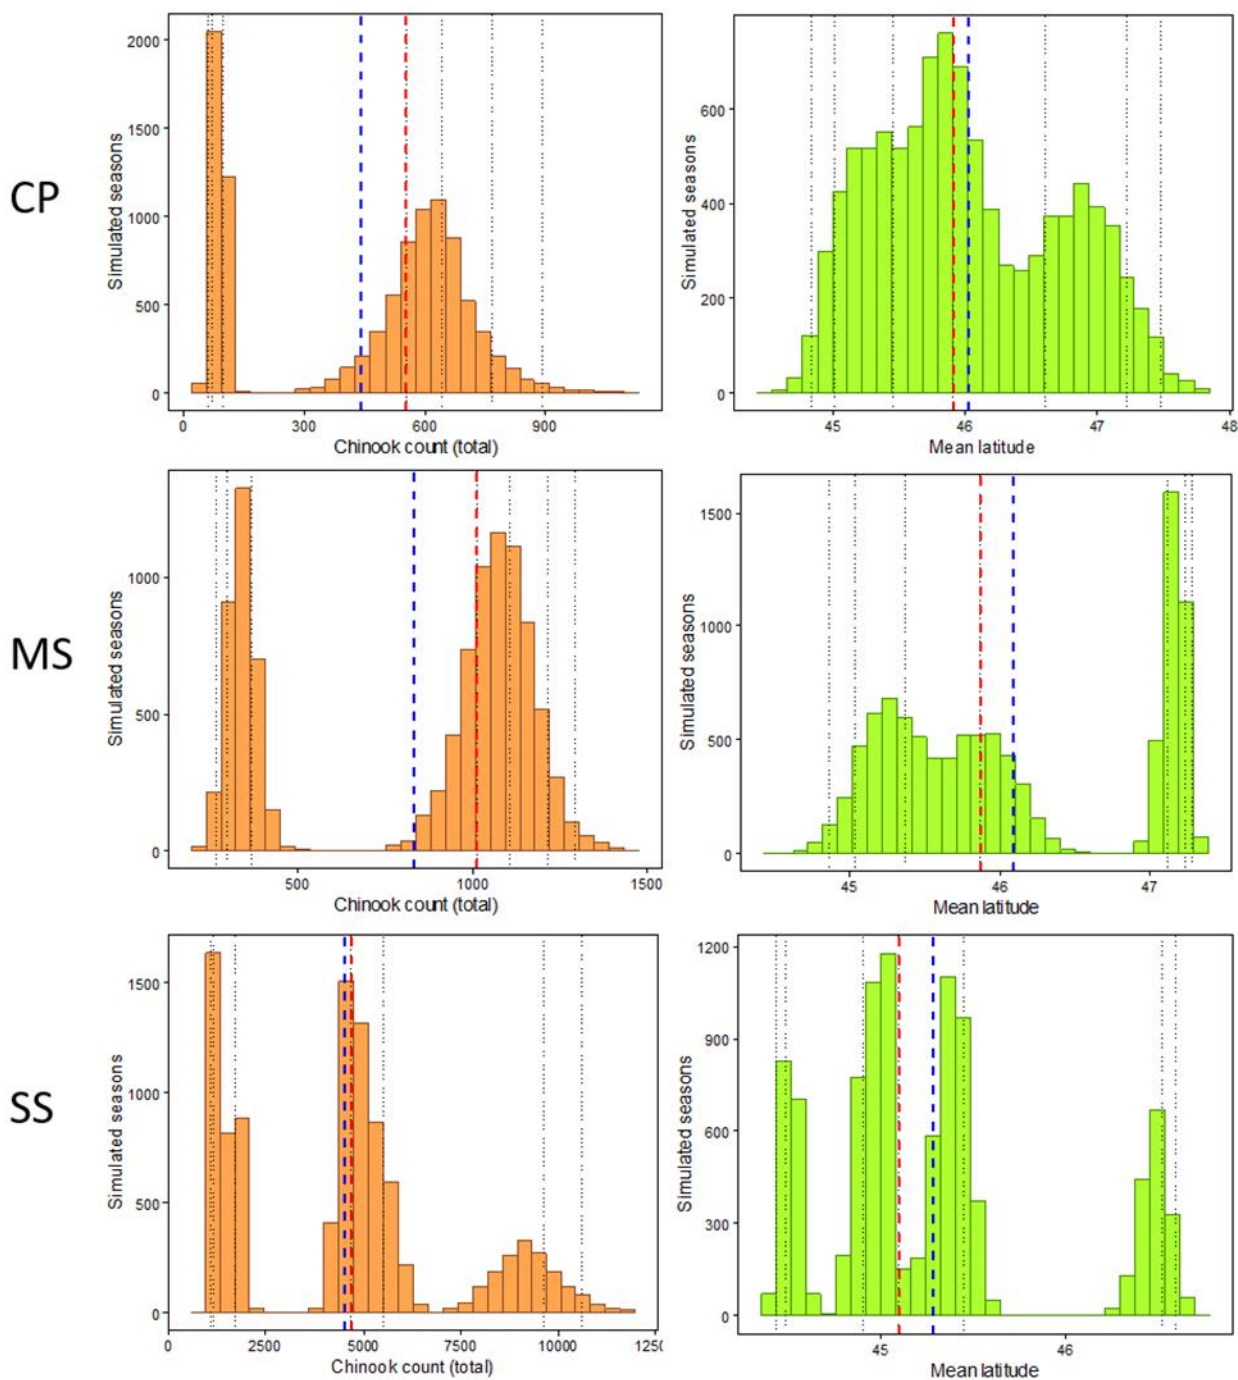 CP
Simulated seasons
2000
1500
1000
500
0
0 300 600 900
Chinook count (total)
Simulated seasons
600
400
200
0
45 46 47 48
Mean latitude
MS
Simulated seasons
1000
500
0
500 1000 1500
Chinook count (total)
Simulated seasons
1500
1000
500
0
45 46 47
Mean latitude
SS
Simulated seasons
1500
1000
500
0
0 2500 5000 7500 10000
Chinook count (total)
Simulated seasons
1200
900
600
300
0
45 46
Mean latitude